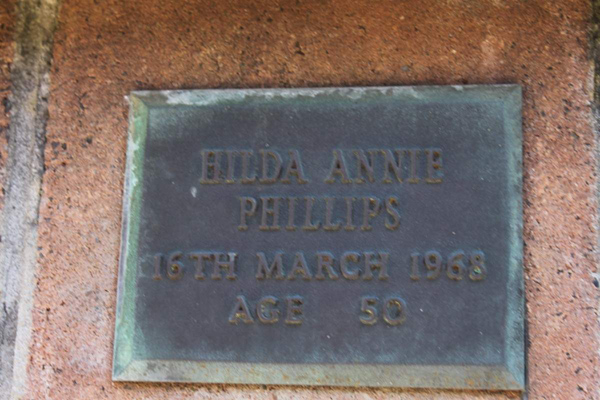 HILDA ANNIE
PHILLIPS
16TH MARCH 1968
AGE 50